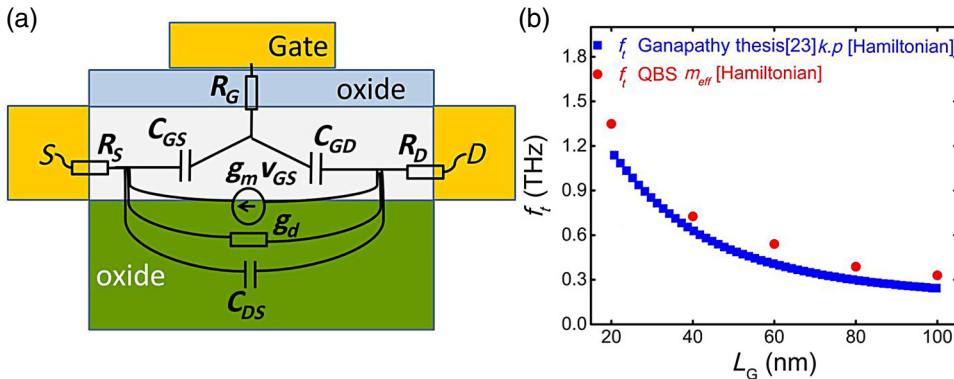 (a)
Gate
R_G
oxide
C_GS
C_GD
S
R_S
R_D
D
g_m v_GS
g_d
oxide
C_DS
(b)
f_t Ganapathy thesis[23] k.p [Hamiltonian]
f_t QBS m_eff [Hamiltonian]
1.8
1.5
1.2
0.9
0.6
0.3
0.0
f_t (THz)
20 40 60 80 100
L_G (nm)